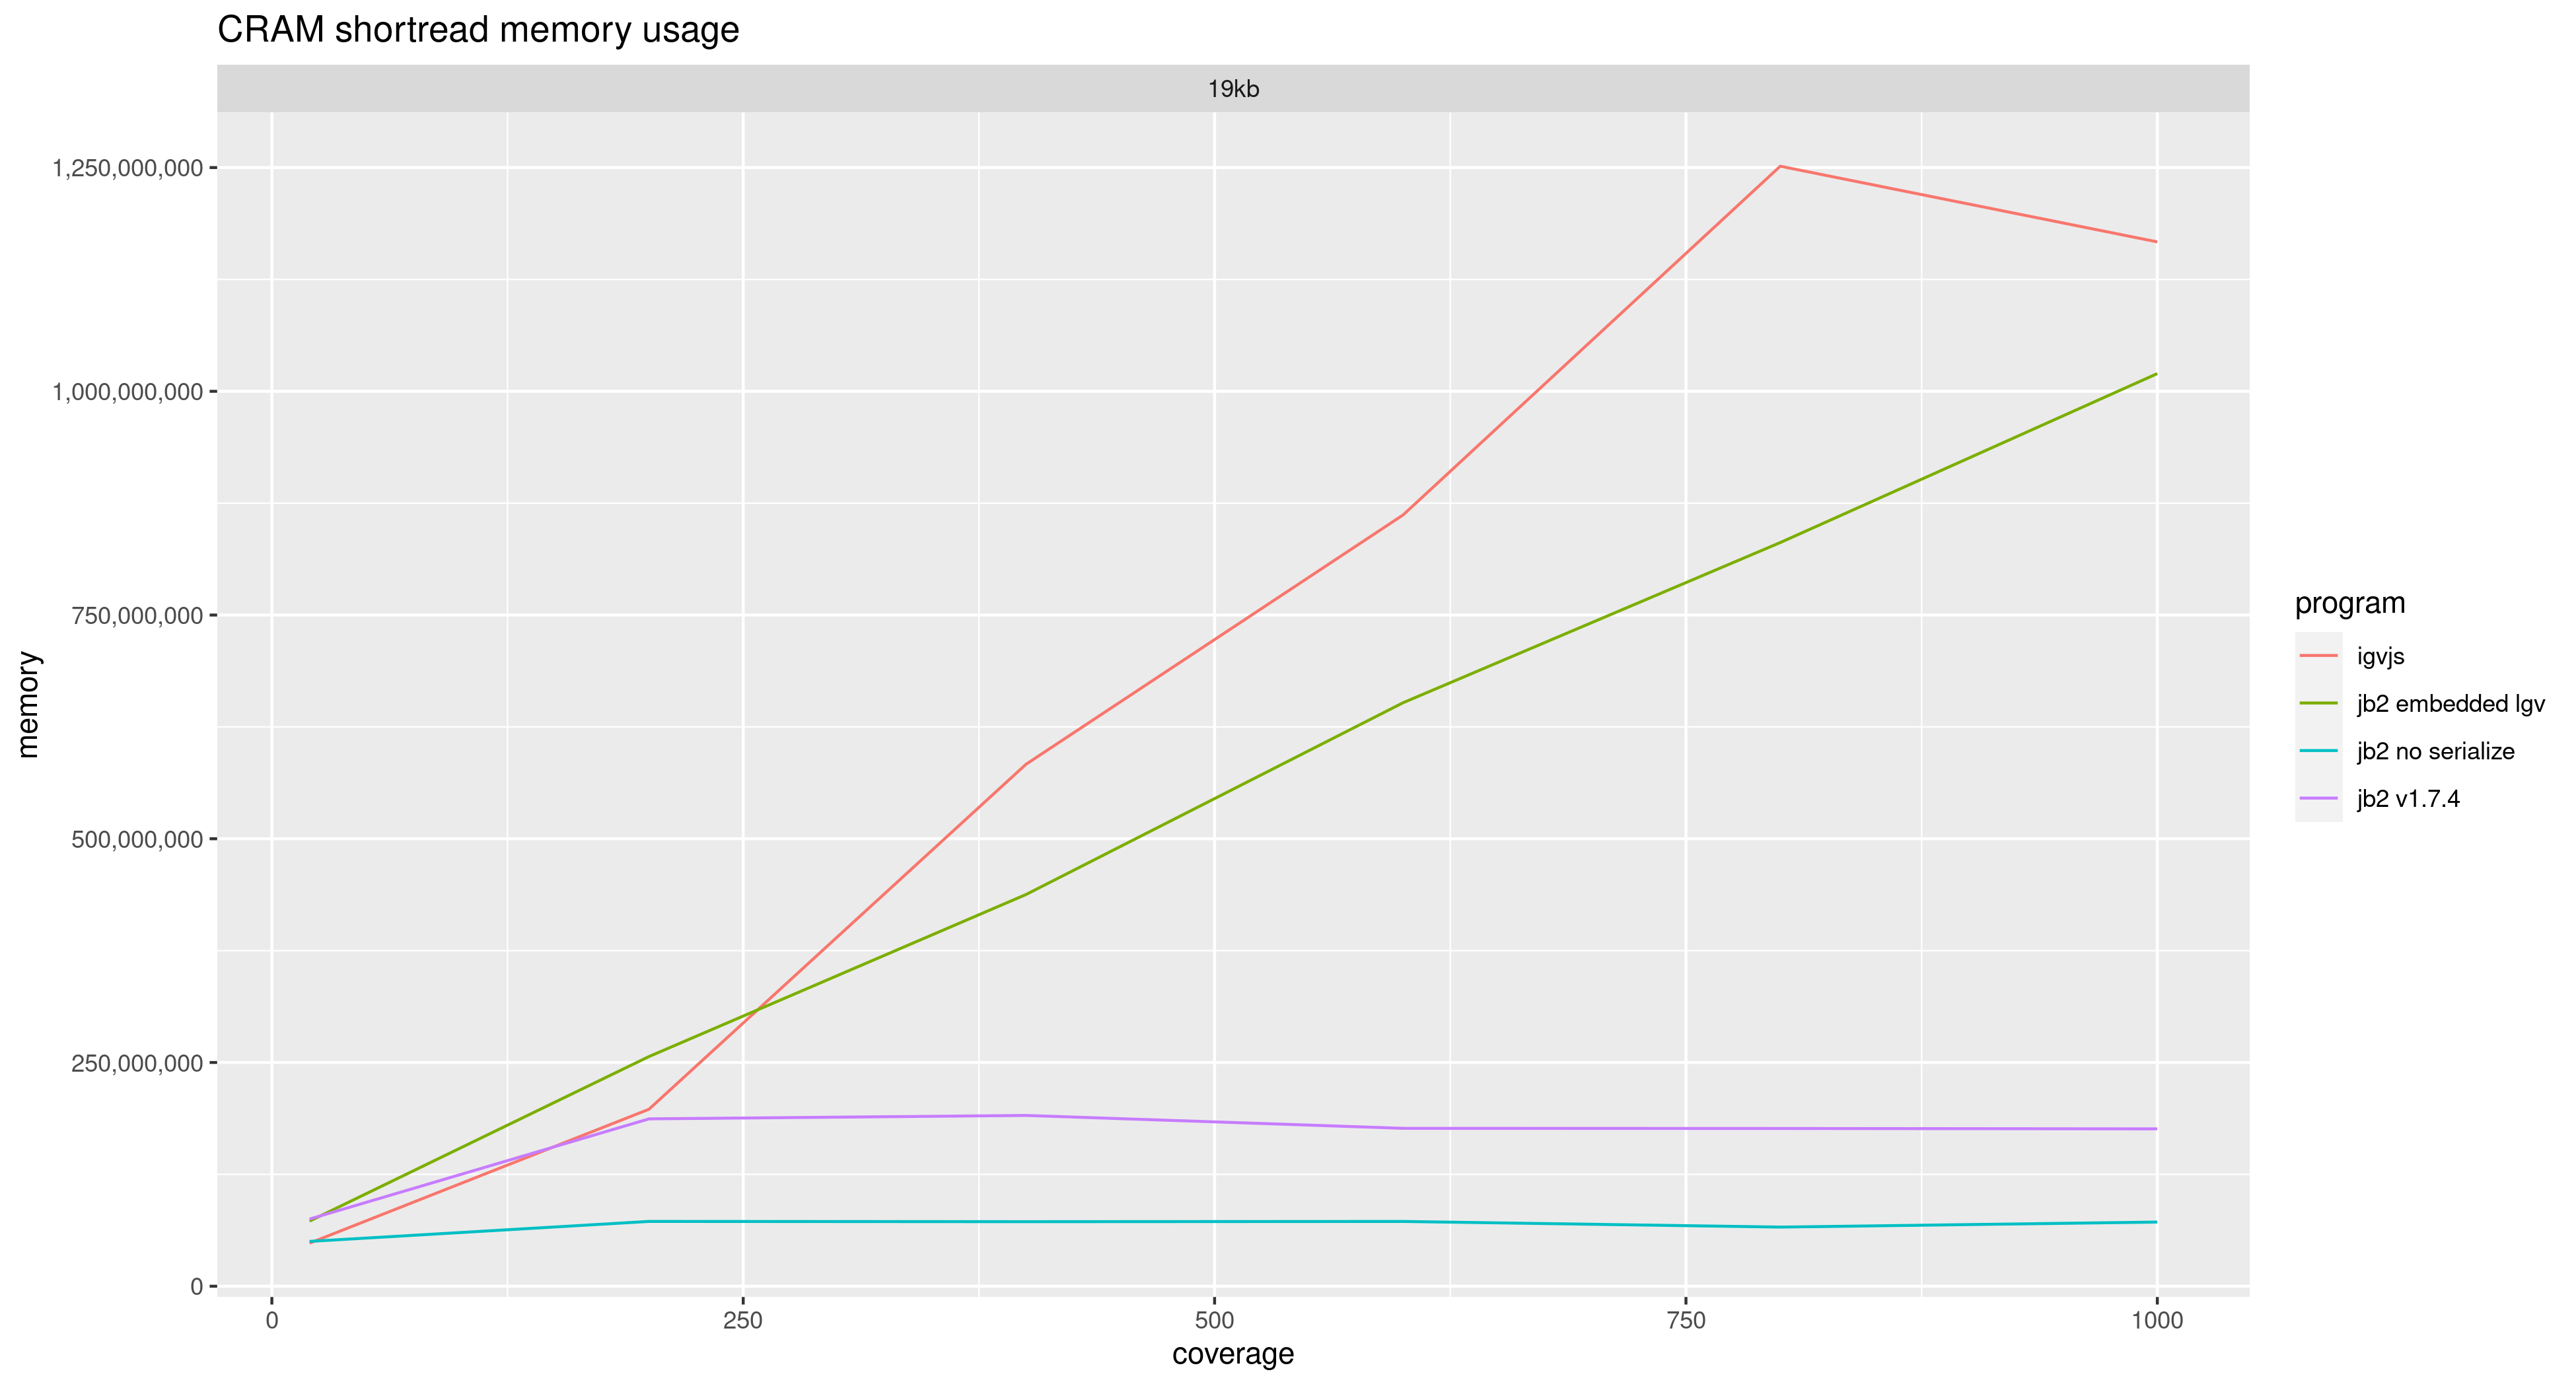 CRAM shortread memory usage
19kb
1,250,000,000
1,000,000,000
750,000,000
500,000,000
250,000,000
0
memory
0 250 500 750 1000
coverage
program
igvjs
jb2 embedded lgv
jb2 no serialize
jb2 v1.7.4